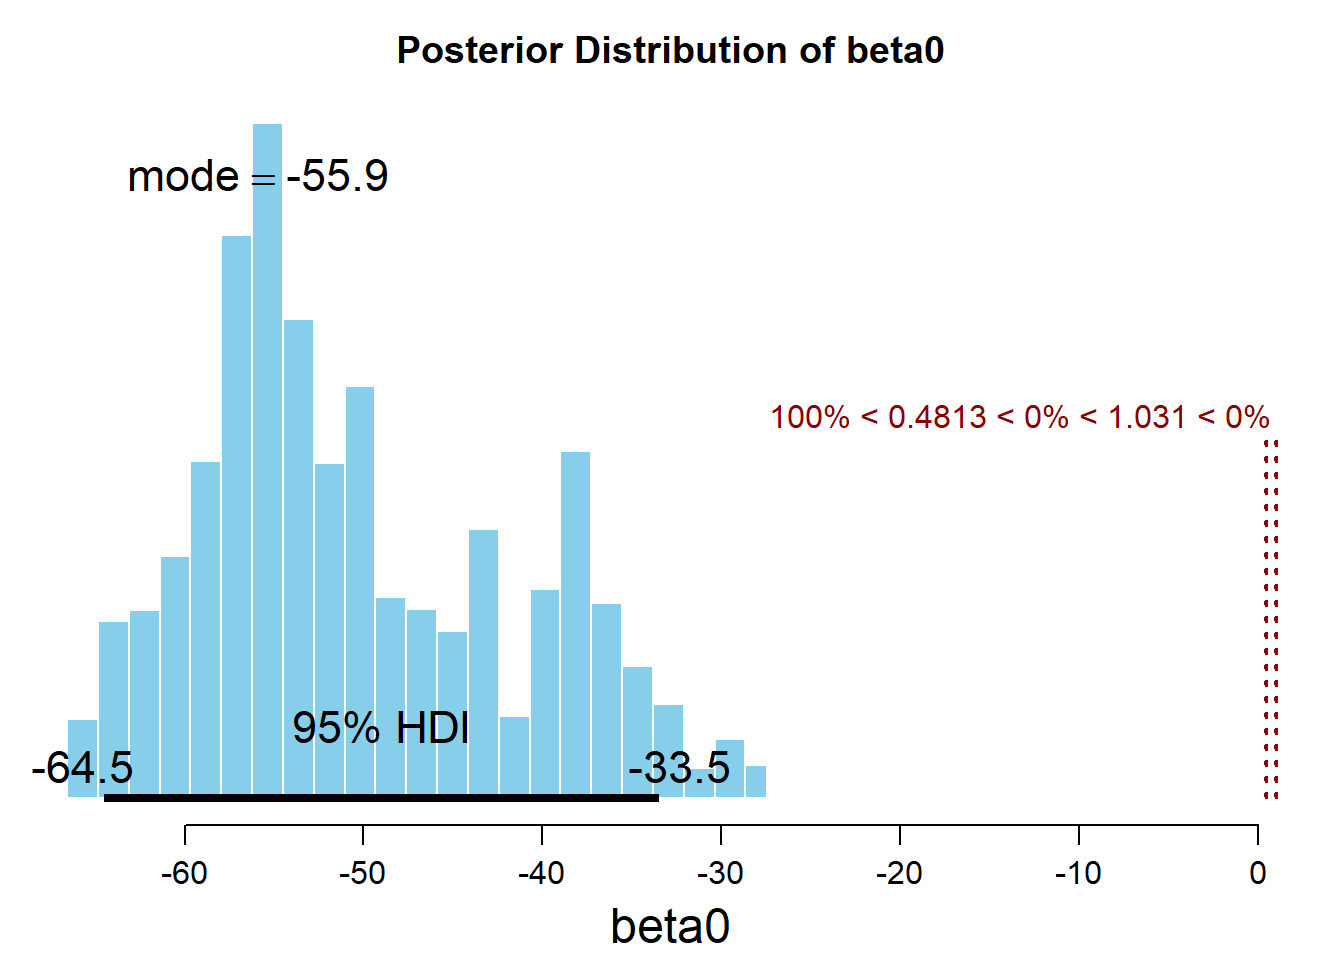 Posterior Distribution of beta0
mode = -55.9
100% < 0.4813 < 0% < 1.031 < 0%
95% HDI
-64.5 -33.5
-60 -50 -40 -30 -20 -10 0
beta0